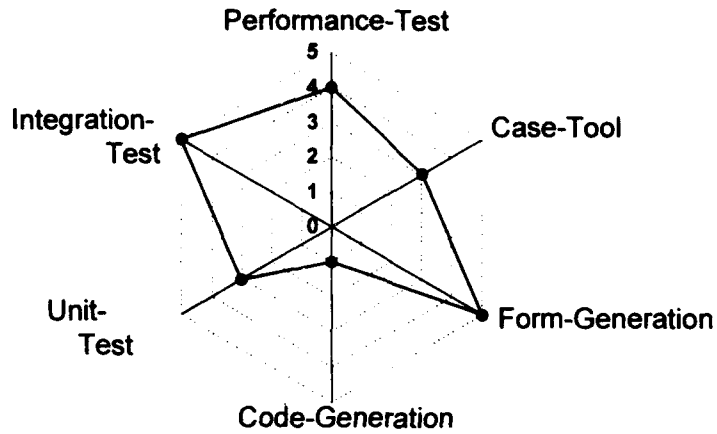 Performance-Test
5
4
Integration-
Test
3
Case-Tool
2
1
0
Unit-
Test
Form-Generation
Code-Generation